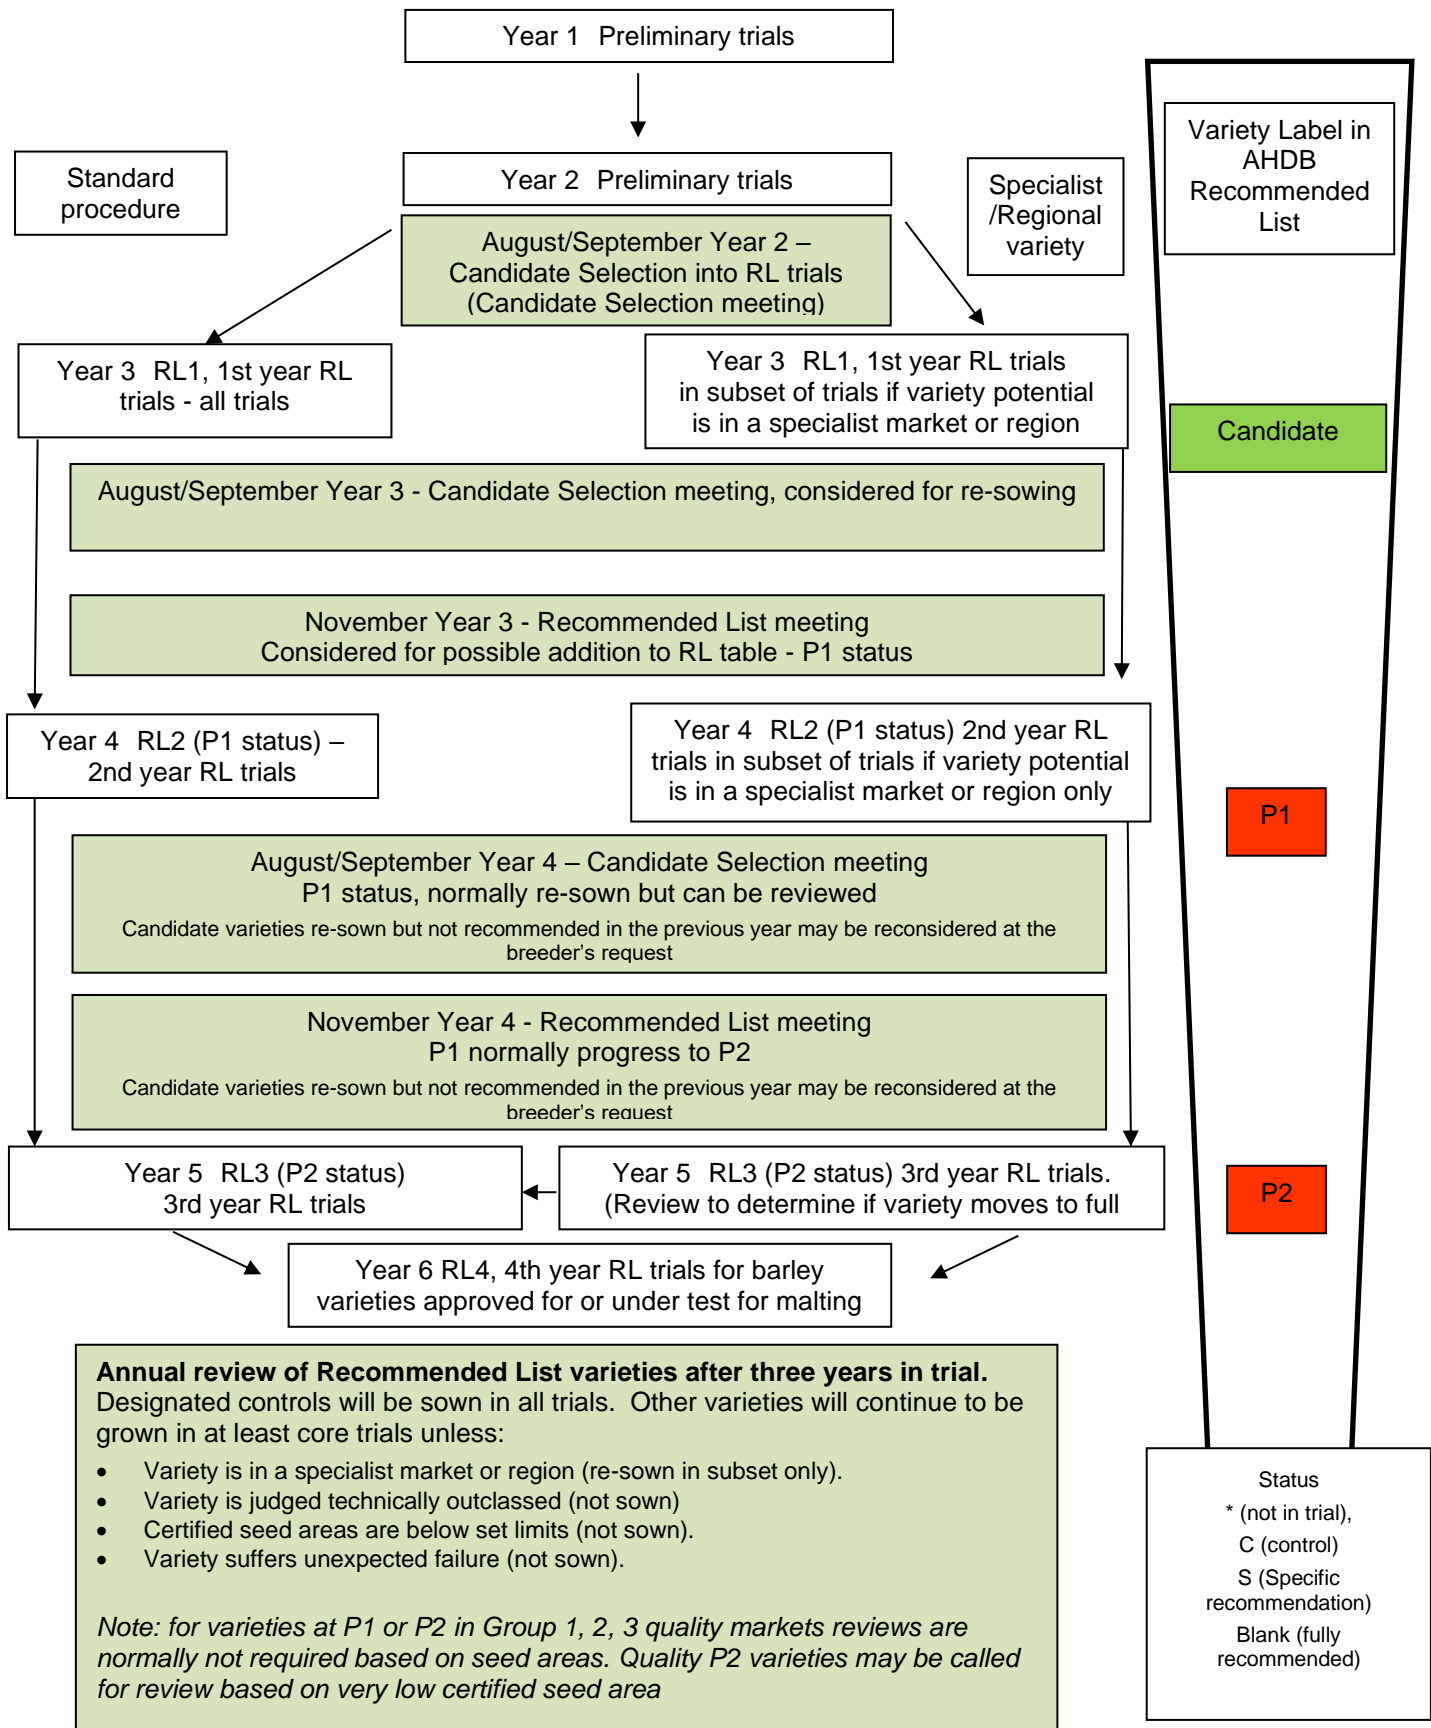 Year 1 Preliminary trials
Standard
procedure
Year 2 Preliminary trials
Specialist
/Regional
variety
Variety Label in
AHDB
Recommended
List
August/September Year 2 –
Candidate Selection into RL trials
(Candidate Selection meeting)
Year 3 RL1, 1st year RL
trials - all trials
Year 3 RL1, 1st year RL trials
in subset of trials if variety potential
is in a specialist market or region
Candidate
August/September Year 3 - Candidate Selection meeting, considered for re-sowing
November Year 3 - Recommended List meeting
Considered for possible addition to RL table - P1 status
Year 4 RL2 (P1 status) –
2nd year RL trials
Year 4 RL2 (P1 status) 2nd year RL
trials in subset of trials if variety potential
is in a specialist market or region only
P1
August/September Year 4 – Candidate Selection meeting
P1 status, normally re-sown but can be reviewed
Candidate varieties re-sown but not recommended in the previous year may be reconsidered at the
breeder's request
November Year 4 - Recommended List meeting
P1 normally progress to P2
Candidate varieties re-sown but not recommended in the previous year may be reconsidered at the
breeder's request
Year 5 RL3 (P2 status)
3rd year RL trials
Year 5 RL3 (P2 status) 3rd year RL trials.
(Review to determine if variety moves to full
P2
Year 6 RL4, 4th year RL trials for barley
varieties approved for or under test for malting
Annual review of Recommended List varieties after three years in trial.
Designated controls will be sown in all trials. Other varieties will continue to be
grown in at least core trials unless:
• Variety is in a specialist market or region (re-sown in subset only).
• Variety is judged technically outclassed (not sown)
• Certified seed areas are below set limits (not sown).
• Variety suffers unexpected failure (not sown).
Note: for varieties at P1 or P2 in Group 1, 2, 3 quality markets reviews are
normally not required based on seed areas. Quality P2 varieties may be called
for review based on very low certified seed area
Status
* (not in trial),
C (control)
S (Specific
recommendation)
Blank (fully
recommended)